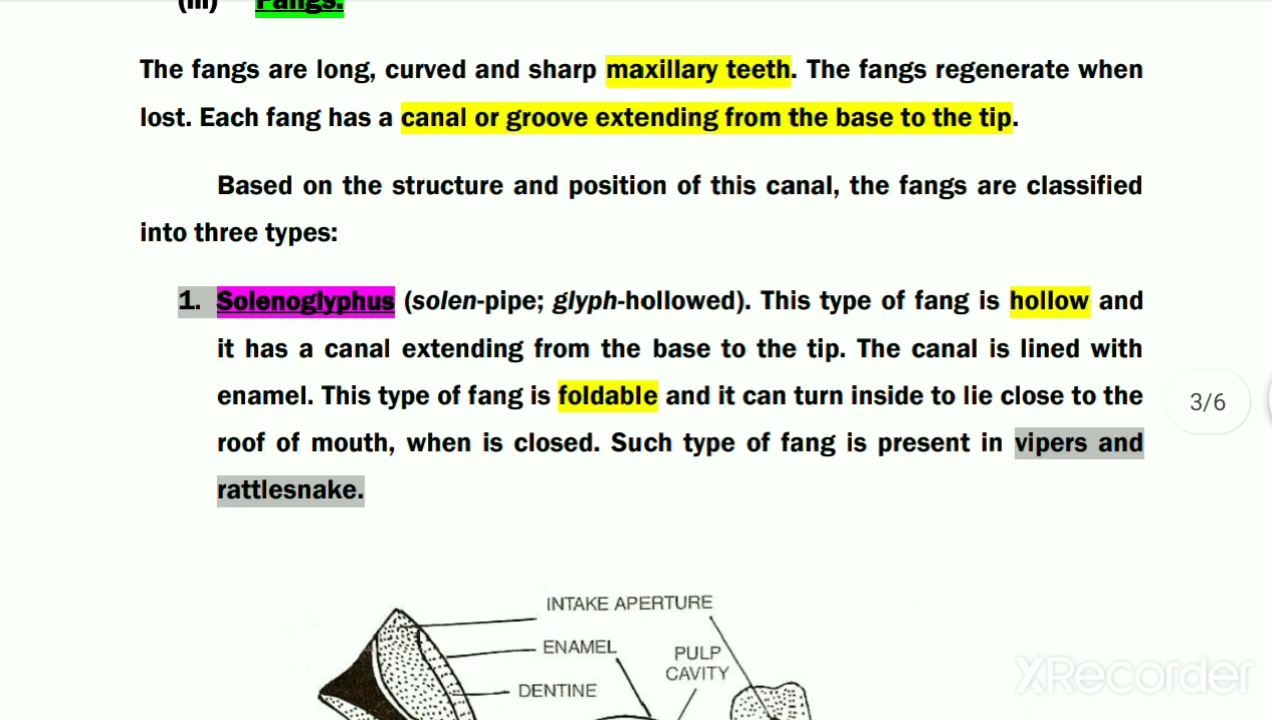 (iii) Fangs:
The fangs are long, curved and sharp maxillary teeth. The fangs regenerate when
lost. Each fang has a canal or groove extending from the base to the tip.
Based on the structure and position of this canal, the fangs are classified
into three types:
1. Solenoglyphus (solen-pipe; glyph-hollowed). This type of fang is hollow and
it has a canal extending from the base to the tip. The canal is lined with
enamel. This type of fang is foldable and it can turn inside to lie close to the
roof of mouth, when is closed. Such type of fang is present in vipers and
rattlesnake.
3/6
INTAKE APERTURE
ENAMEL
PULP
CAVITY
DENTINE
XRecorder